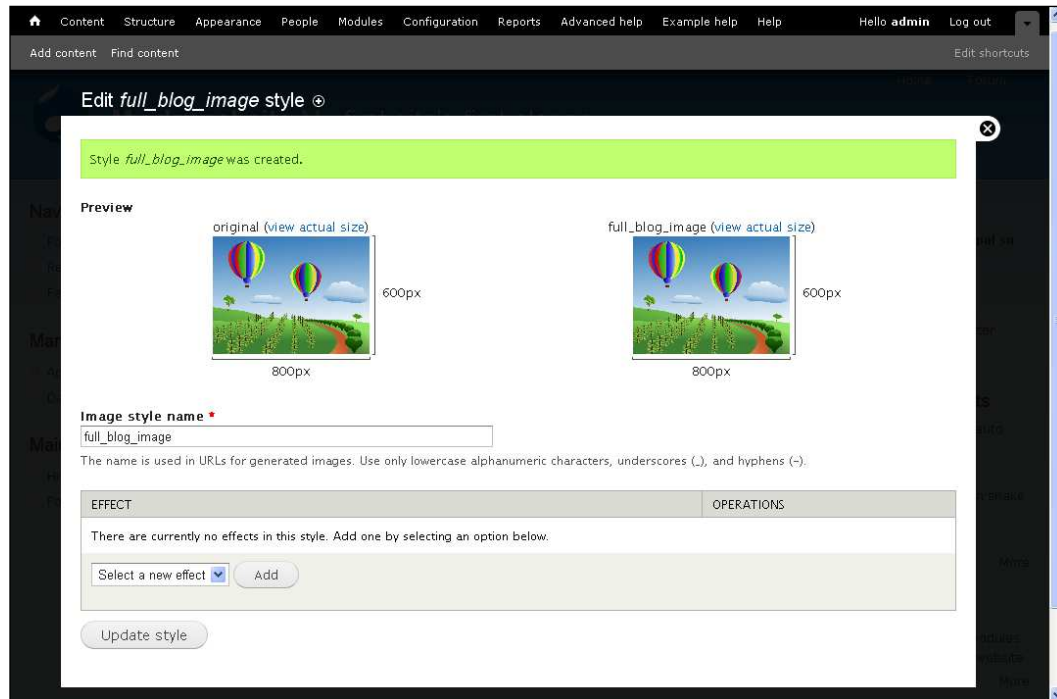 Content Structure Appearance People Modules Configuration Reports Advanced help Example help Help Hello admin Log out
Add content Find content Edit shortcuts
Home Forum
Edit full_blog_image style
Style full_blog_image was created.
Preview
original (view actual size)
full_blog_image (view actual size)
600px
600px
800px
800px
Image style name *
full_blog_image
The name is used in URLs for generated images. Use only lowercase alphanumeric characters, underscores (_), and hyphens (-).
EFFECT OPERATIONS
There are currently no effects in this style. Add one by selecting an option below.
Select a new effect Add
More
Update style
More